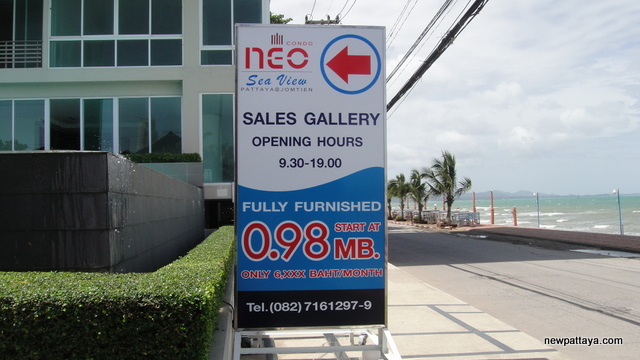 CONDO
neo
Sea View
PATTAYA@JOMTIEN
SALES GALLERY
OPENING HOURS
9.30-19.00
FULLY FURNISHED
0.98 START AT MB.
ONLY 6,XXX BAHT/MONTH
Tel.(082)7161297-9
newpattaya.com